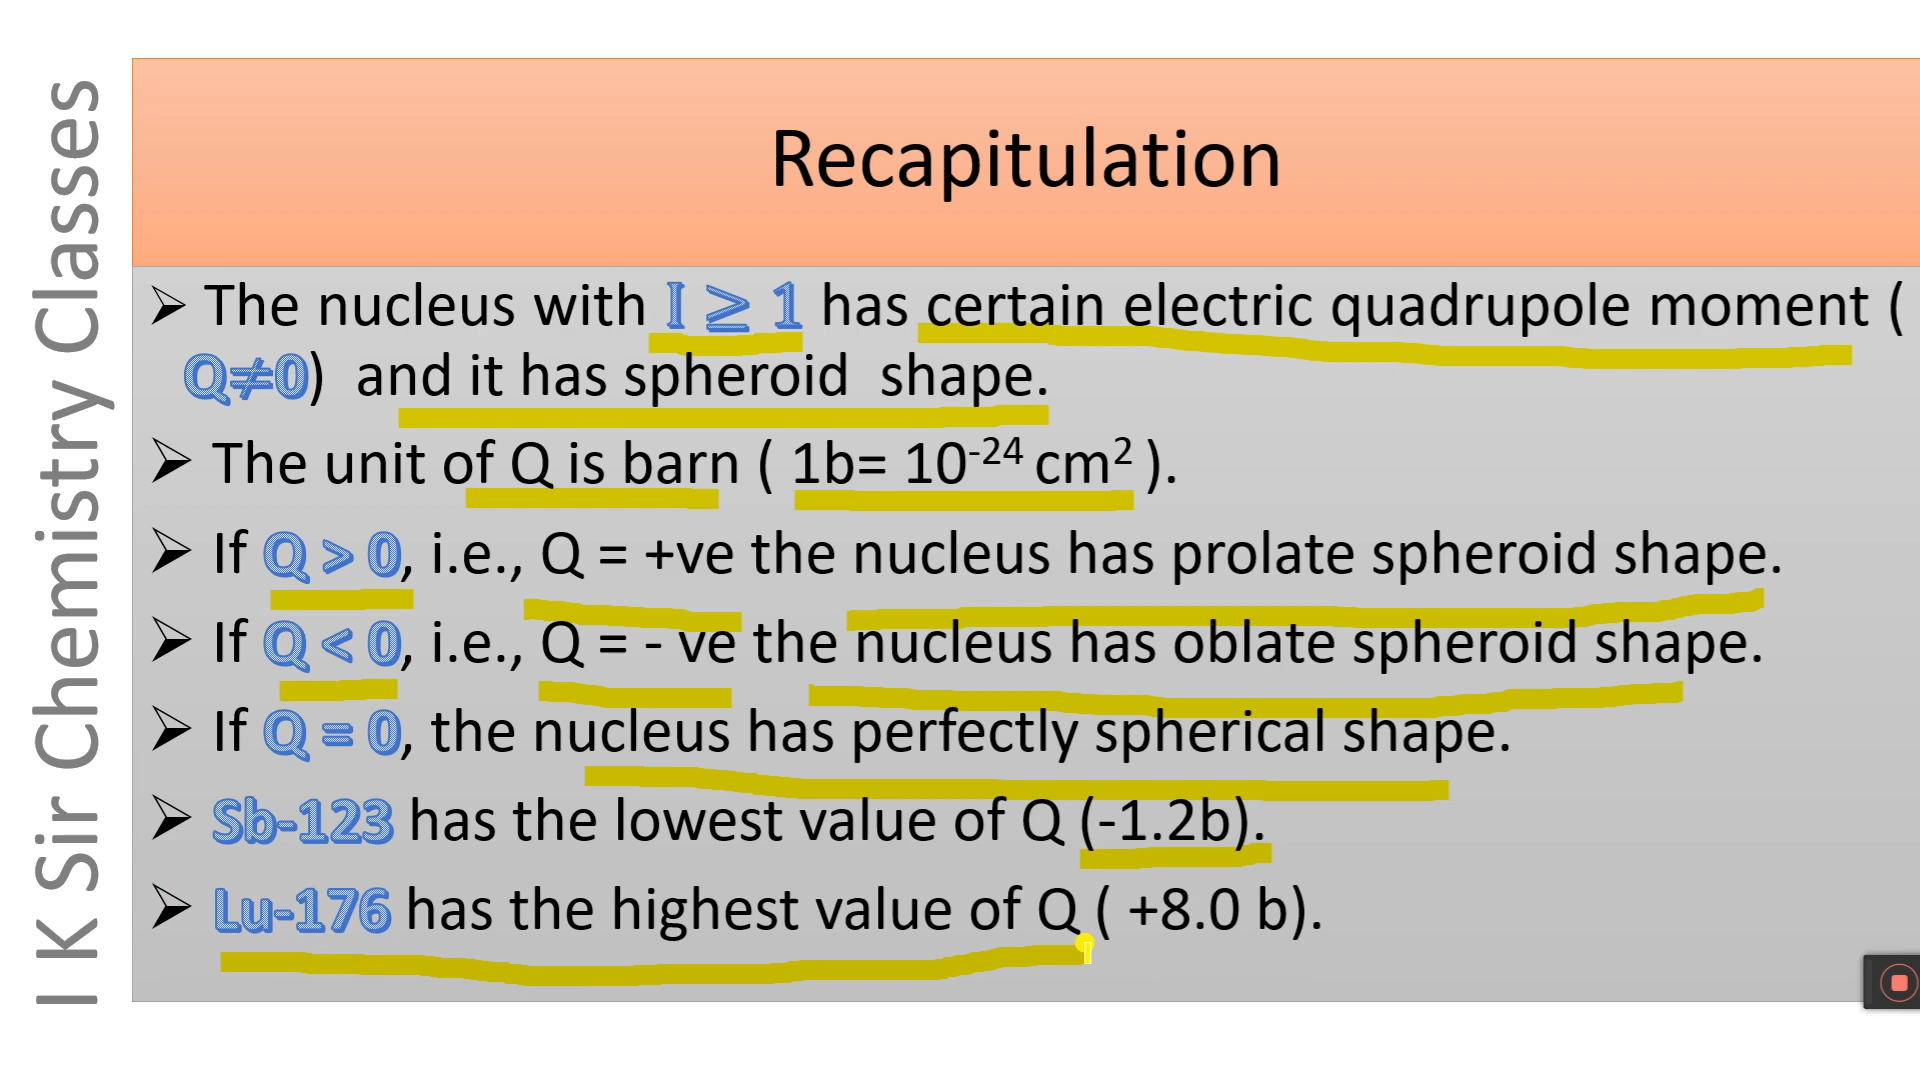 I K Sir Chemistry Classes
Recapitulation
➢ The nucleus with I ≥ 1 has certain electric quadrupole moment (
Q≠0) and it has spheroid shape.
➢ The unit of Q is barn ( 1b= 10⁻²⁴ cm² ).
➢ If Q > 0, i.e., Q = +ve the nucleus has prolate spheroid shape.
➢ If Q < 0, i.e., Q = - ve the nucleus has oblate spheroid shape.
➢ If Q = 0, the nucleus has perfectly spherical shape.
➢ Sb-123 has the lowest value of Q (-1.2b).
➢ Lu-176 has the highest value of Q ( +8.0 b).